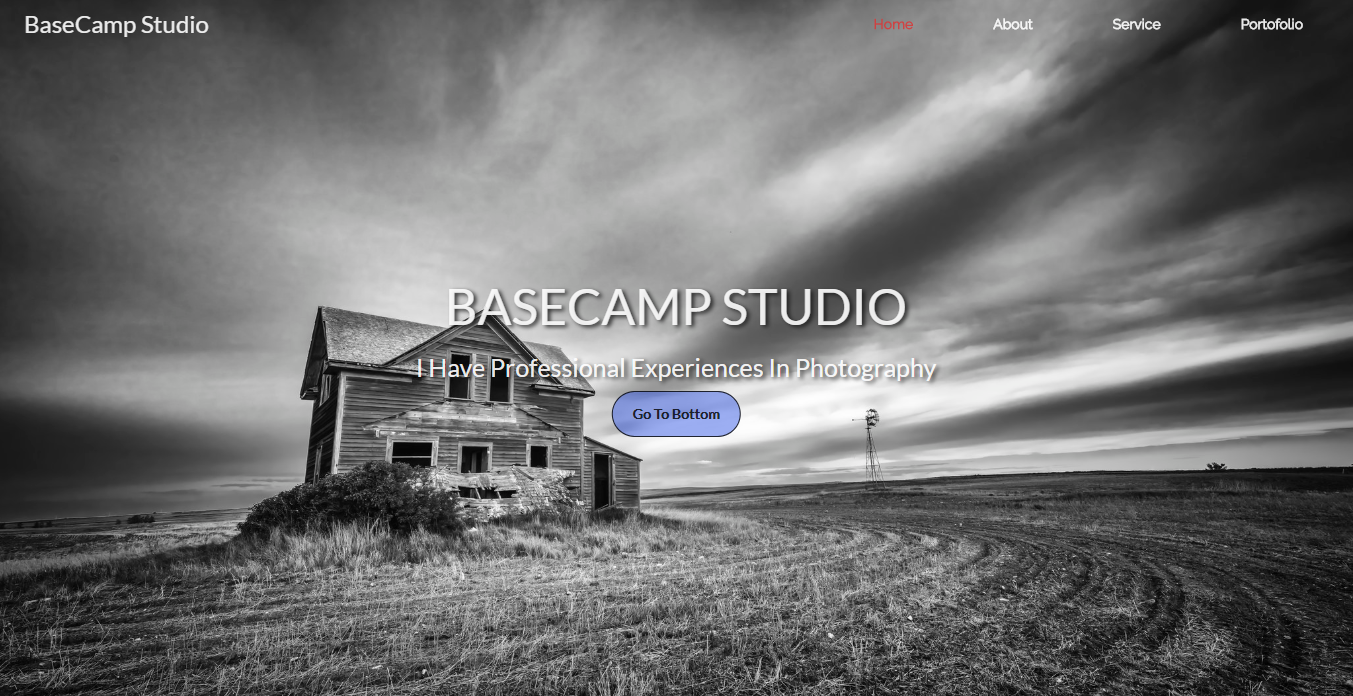 BaseCamp Studio
Home About Service Portofolio
BASECAMP STUDIO
I Have Professional Experiences In Photography
Go To Bottom